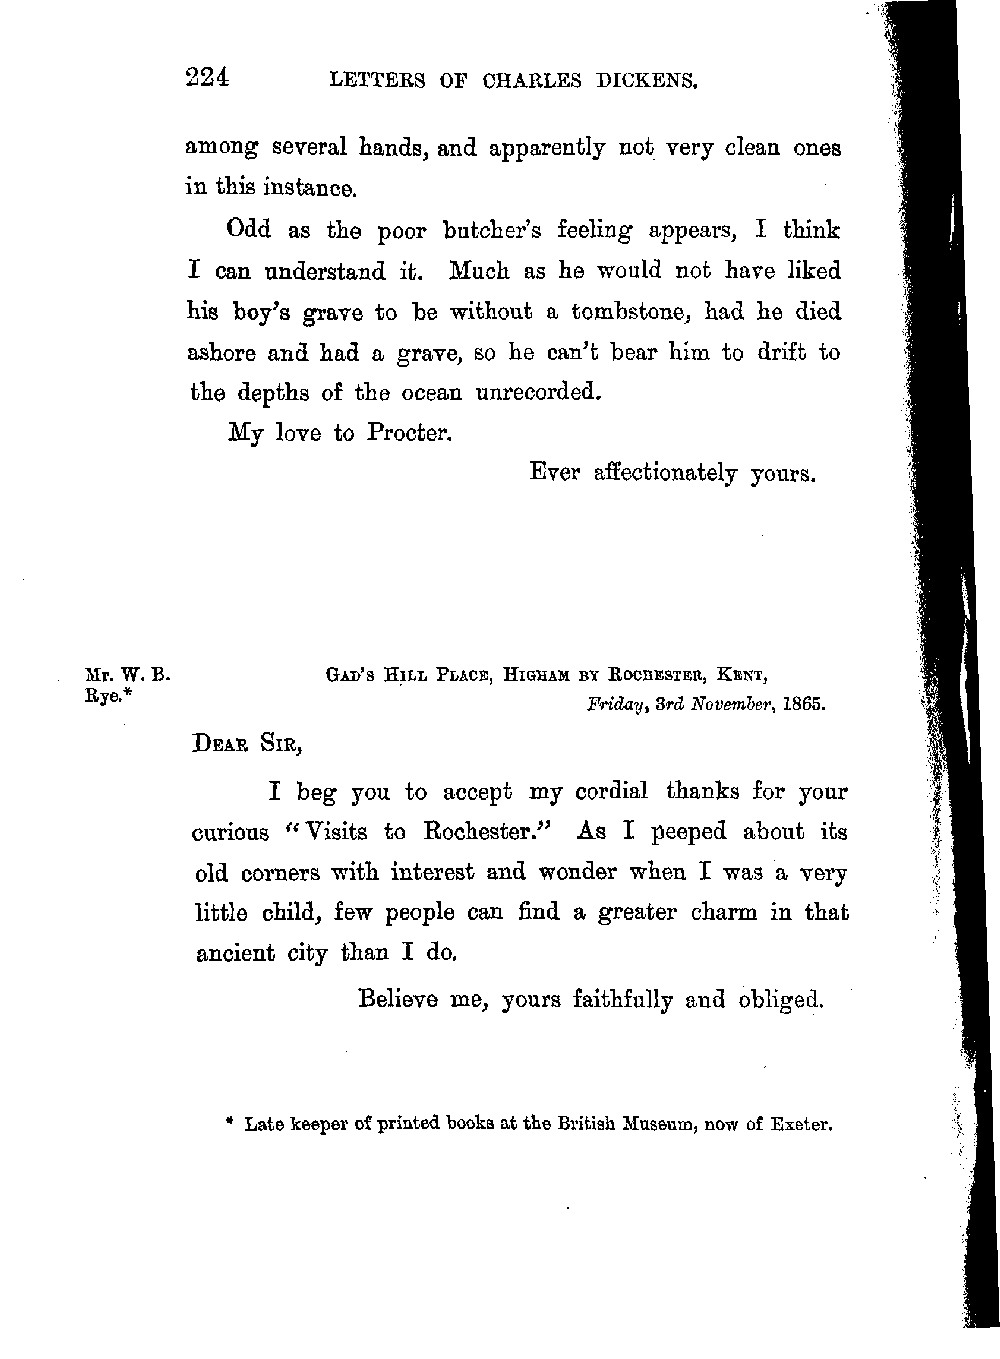 224 LETTERS OF CHARLES DICKENS.
among several hands, and apparently not very clean ones
in this instance.
Odd as the poor butcher's feeling appears, I think
I can understand it. Much as he would not have liked
his boy's grave to be without a tombstone, had he died
ashore and had a grave, so he can't bear him to drift to
the depths of the ocean unrecorded.
My love to Procter.
Ever affectionately yours.
Mr. W. B.
Rye.*
GAD'S HILL PLACE, HIGHAM BY ROCHESTER, KENT,
Friday, 3rd November, 1865.
DEAR SIR,
I beg you to accept my cordial thanks for your
curious "Visits to Rochester." As I peeped about its
old corners with interest and wonder when I was a very
little child, few people can find a greater charm in that
ancient city than I do.
Believe me, yours faithfully and obliged.
* Late keeper of printed books at the British Museum, now of Exeter.